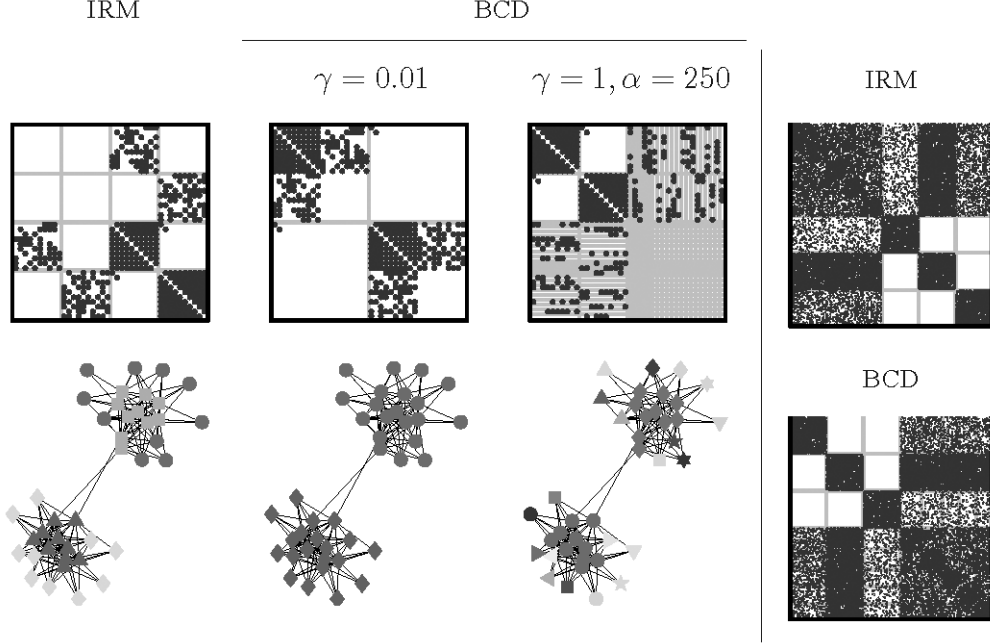 IRM
BCD
γ = 0.01
γ = 1, α = 250
IRM
BCD